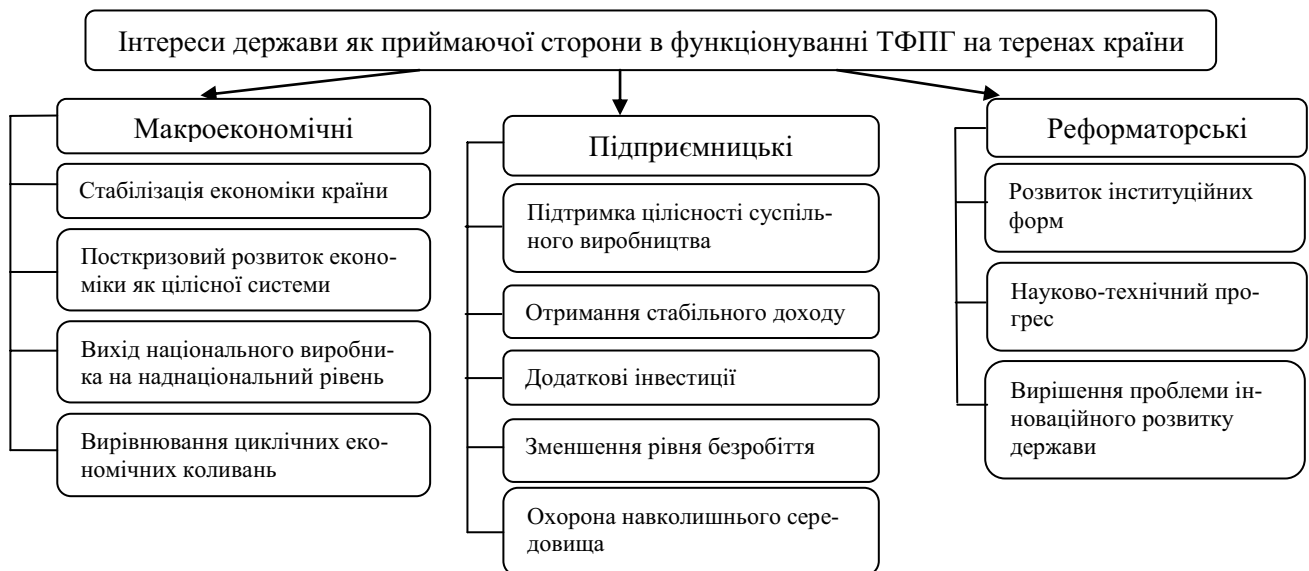 Інтереси держави як приймаючої сторони в функціонуванні ТФПГ на теренах країни
Макроекономічні
Стабілізація економіки країни
Посткризовий розвиток еконо-
міки як цілісної системи
Вихід національного виробни-
ка на наднаціональний рівень
Вирівнювання циклічних еко-
номічних коливань
Підприємницькі
Підтримка цілісності суспіль-
ного виробництва
Отримання стабільного доходу
Додаткові інвестиції
Зменшення рівня безробіття
Охорона навколишнього сере-
довища
Реформаторські
Розвиток інституційних
форм
Науково-технічний про-
грес
Вирішення проблеми ін-
новаційного розвитку
держави